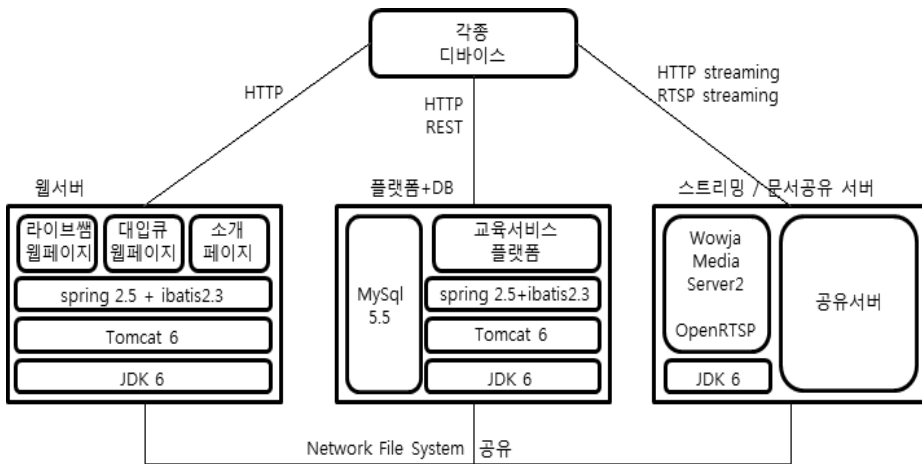 각종
디바이스
HTTP
HTTP
REST
HTTP streaming
RTSP streaming
웹서버
라이브쌤
웹페이지
대입큐
웹페이지
소개
페이지
spring 2.5 + ibatis2.3
Tomcat 6
JDK 6
플랫폼+DB
MySql
5.5
교육서비스
플랫폼
spring 2.5+ibatis2.3
Tomcat 6
JDK 6
스트리밍 / 문서공유 서버
Wowja
Media
Server2
OpenRTSP
JDK 6
공유서버
Network File System 공유